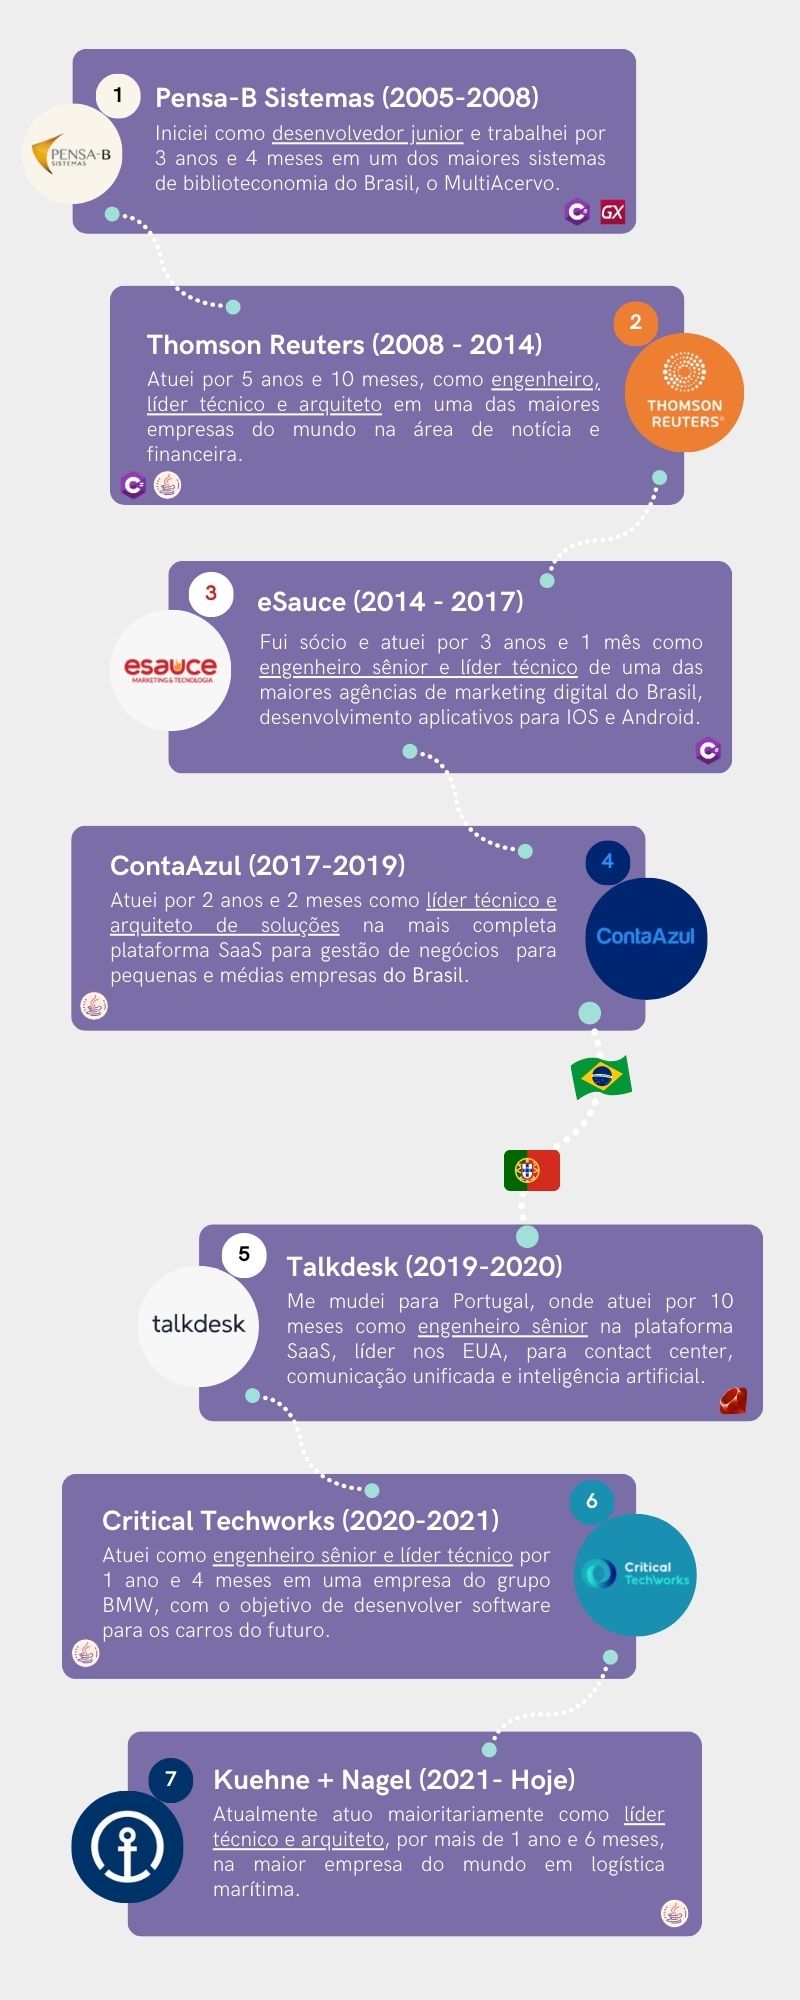 1
Pensa-B Sistemas (2005-2008)
PENSA-B
SISTEMAS
Iniciei como desenvolvedor junior e trabalhei por
3 anos e 4 meses em um dos maiores sistemas
de biblioteconomia do Brasil, o MultiAcervo.
C#
GX
2
Thomson Reuters (2008 - 2014)
THOMSON
REUTERS®
Atuei por 5 anos e 10 meses, como engenheiro,
líder técnico e arquiteto em uma das maiores
empresas do mundo na área de notícia e
financeira.
C#
3
eSauce (2014 - 2017)
esauce
MARKETING & TECNOLOGIA
Fui sócio e atuei por 3 anos e 1 mês como
engenheiro sênior e líder técnico de uma das
maiores agências de marketing digital do Brasil,
desenvolvimento aplicativos para IOS e Android.
C#
4
ContaAzul (2017-2019)
ContaAzul
Atuei por 2 anos e 2 meses como líder técnico e
arquiteto de soluções na mais completa
plataforma SaaS para gestão de negócios para
pequenas e médias empresas do Brasil.
5
Talkdesk (2019-2020)
talkdesk
Me mudei para Portugal, onde atuei por 10
meses como engenheiro sênior na plataforma
SaaS, líder nos EUA, para contact center,
comunicação unificada e inteligência artificial.
6
Critical Techworks (2020-2021)
Critical
TechWorks
Atuei como engenheiro sênior e líder técnico por
1 ano e 4 meses em uma empresa do grupo
BMW, com o objetivo de desenvolver software
para os carros do futuro.
7
Kuehne + Nagel (2021- Hoje)
Atualmente atuo maioritariamente como líder
técnico e arquiteto, por mais de 1 ano e 6 meses,
na maior empresa do mundo em logística
marítima.